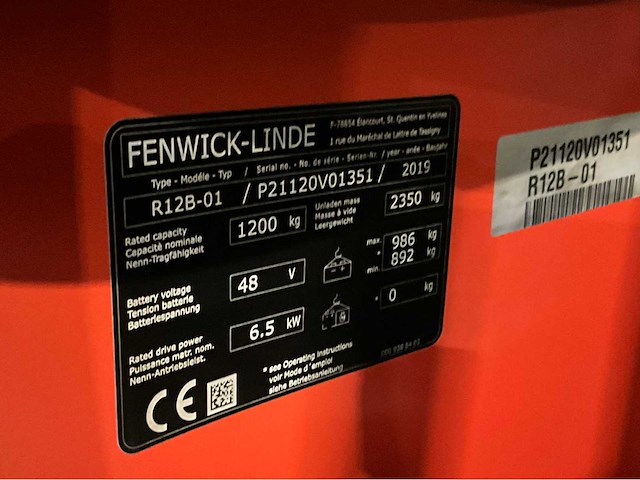 FENWICK-LINDE
F-78854 Élancourt, St. Quentin en Yvelines
1 rue du Maréchal de Lattre de Tassigny
Type - Modèle - Typ / Serial no. - No. de série - Serien-Nr. / year - année - Baujahr
R12B-01 / P21120V01351 / 2019
Rated capacity
Capacité nominale
Nenn-Tragfähigkeit
1200 kg
Unladen mass
Masse à vide
Leergewicht
2350 kg
Battery voltage
Tension batterie
Batteriespannung
48 V
max. 986 kg
*
min. 892 kg
Rated drive power
Puissance motr. nom.
Nenn-Antriebsleist.
6.5 kW
* 0 kg
* see Operating Instructions
voir Mode d'emploi
siehe Betriebsanleitung
CE
P21120V01351
R12B-01